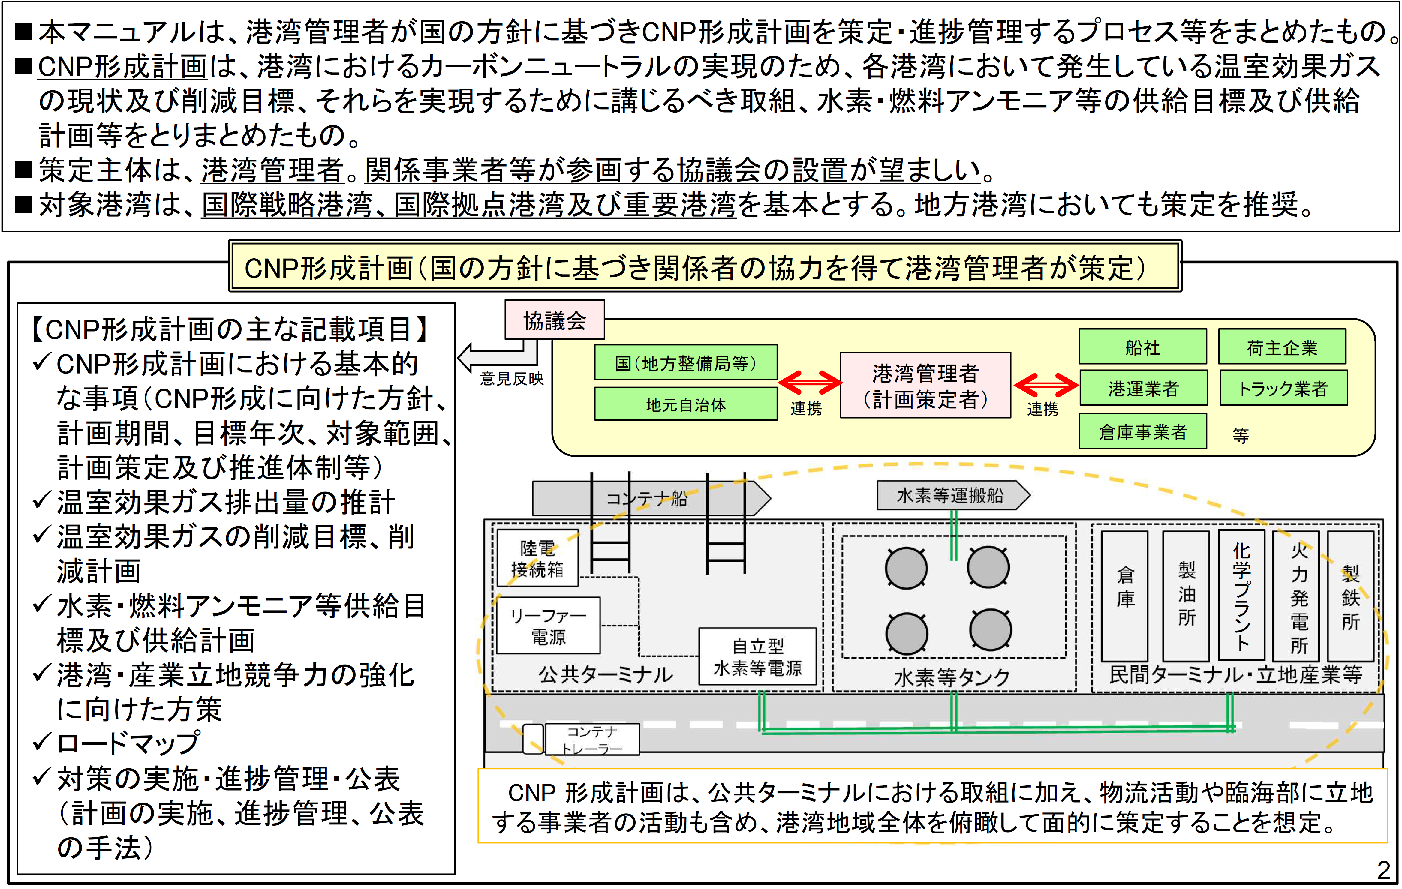 ■本マニュアルは、港湾管理者が国の方針に基づきCNP形成計画を策定・進捗管理するプロセス等をまとめたもの。
■CNP形成計画は、港湾におけるカーボンニュートラルの実現のため、各港湾において発生している温室効果ガス
の現状及び削減目標、それらを実現するために講じるべき取組、水素・燃料アンモニア等の供給目標及び供給
計画等をとりまとめたもの。
■策定主体は、港湾管理者。関係事業者等が参画する協議会の設置が望ましい。
■対象港湾は、国際戦略港湾、国際拠点港湾及び重要港湾を基本とする。地方港湾においても策定を推奨。
CNP形成計画(国の方針に基づき関係者の協力を得て港湾管理者が策定)
【CNP形成計画の主な記載項目】
✓CNP形成計画における基本的
な事項(CNP形成に向けた方針、
計画期間、目標年次、対象範囲、
計画策定及び推進体制等)
✓温室効果ガス排出量の推計
✓温室効果ガスの削減目標、削
減計画
✓水素・燃料アンモニア等供給目
標及び供給計画
✓港湾・産業立地競争力の強化
に向けた方策
✓ロードマップ
✓対策の実施・進捗管理・公表
(計画の実施、進捗管理、公表
の手法)
協議会
意見反映
国(地方整備局等)
地元自治体
連携
港湾管理者
(計画策定者)
連携
船社
荷主企業
港運業者
トラック業者
倉庫事業者
等
コンテナ船
水素等運搬船
陸電
接続箱
リーファー
電源
自立型
水素等電源
公共ターミナル
水素等タンク
倉庫
製油所
化学プラント
火力発電所
製鉄所
民間ターミナル・立地産業等
コンテナ
トレーラー
CNP 形成計画は、公共ターミナルにおける取組に加え、物流活動や臨海部に立地
する事業者の活動も含め、港湾地域全体を俯瞰して面的に策定することを想定。
2